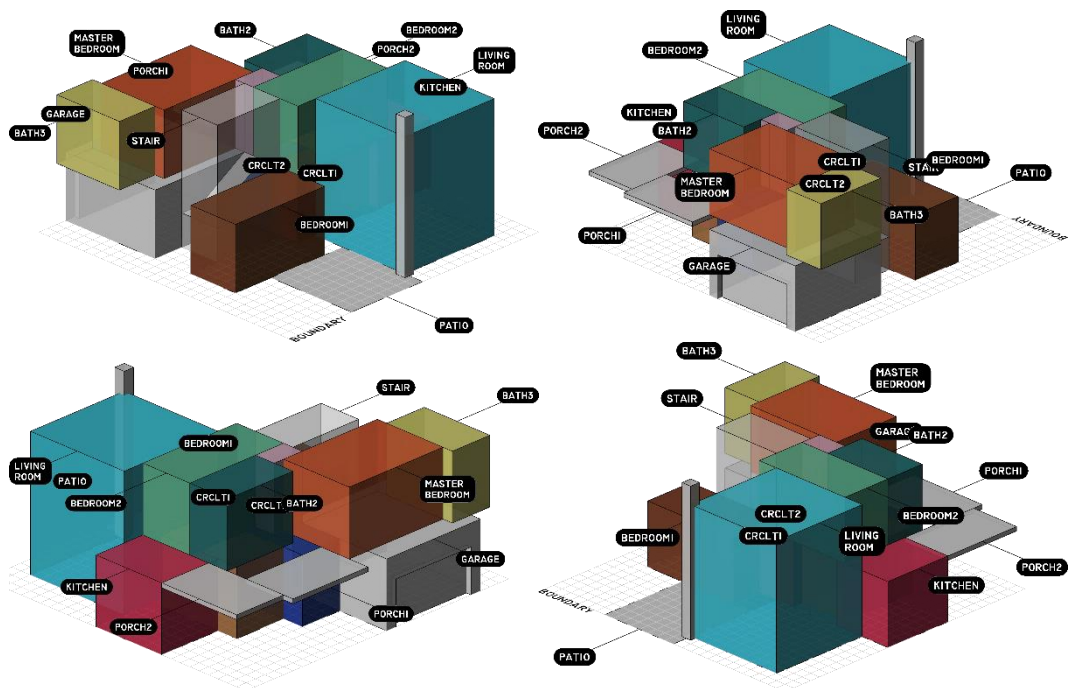 BATH2
BEDROOM2
MASTER
BEDROOM
PORCH2
LIVING
ROOM
PORCH1
KITCHEN
GARAGE
BATH3
STAIR
CRCLT2
CRCLT1
BEDROOM1
BOUNDARY
PATIO
LIVING
ROOM
BEDROOM2
KITCHEN
PORCH2
BATH2
CRCLT1
BEDROOM1
STAIR
PATIO
MASTER
BEDROOM
CRCLT2
BATH3
BOUNDARY
PORCH1
GARAGE
STAIR
BATH3
BEDROOM1
LIVING
ROOM
PATIO
MASTER
BEDROOM
BEDROOM2
CRCLT1
CRCLT
BATH2
GARAGE
KITCHEN
PORCH1
PORCH2
BATH3
MASTER
BEDROOM
STAIR
GARAGE
BATH2
PORCH1
CRCLT2
BEDROOM2
BEDROOM1
CRCLT1
LIVING
ROOM
PORCH2
KITCHEN
BOUNDARY
PATIO